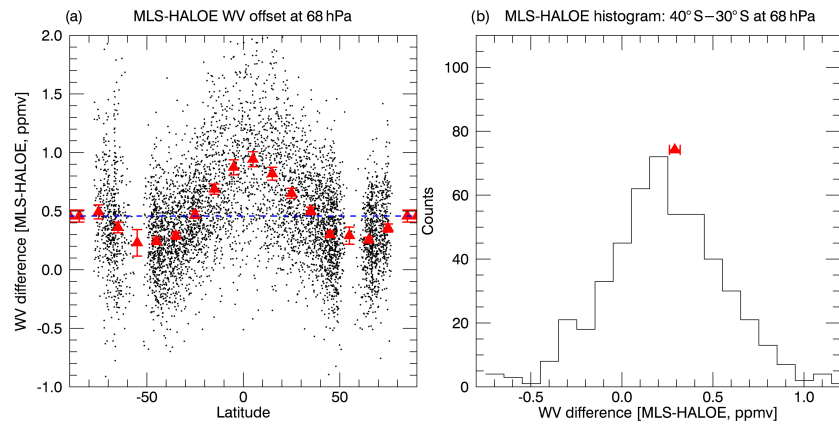 (a) MLS-HALOE WV offset at 68 hPa
2.0
1.5
1.0
0.5
0.0
-0.5
-1.0
WV difference [MLS-HALOE, ppmv]
-50 0 50
Latitude
(b) MLS-HALOE histogram: 40°S−30°S at 68 hPa
100
80
60
40
20
0
Counts
-0.5 0.0 0.5 1.0
WV difference [MLS-HALOE, ppmv]